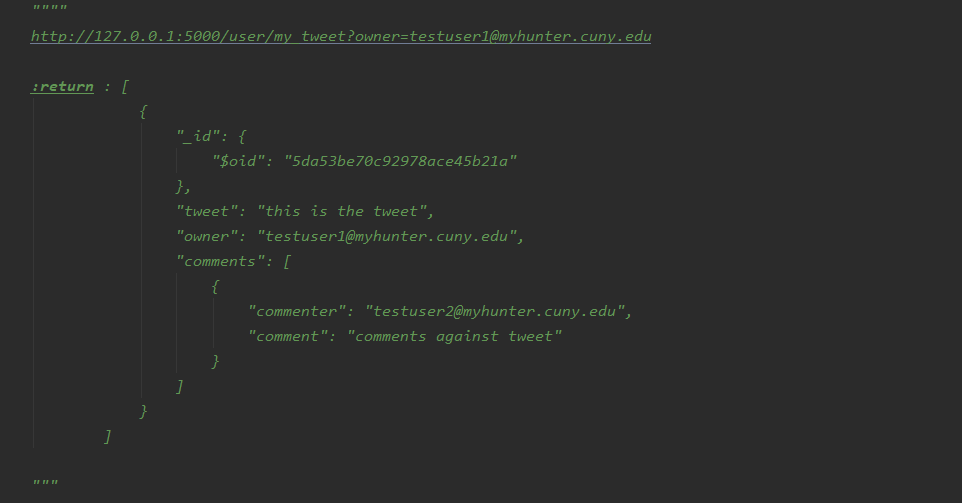 """"
http://127.0.0.1:5000/user/my_tweet?owner=testuser1@myhunter.cuny.edu
:return : [
{
"_id": {
"$oid": "5da53be70c92978ace45b21a"
},
"tweet": "this is the tweet",
"owner": "testuser1@myhunter.cuny.edu",
"comments": [
{
"commenter": "testuser2@myhunter.cuny.edu",
"comment": "comments against tweet"
}
]
}
]
"""